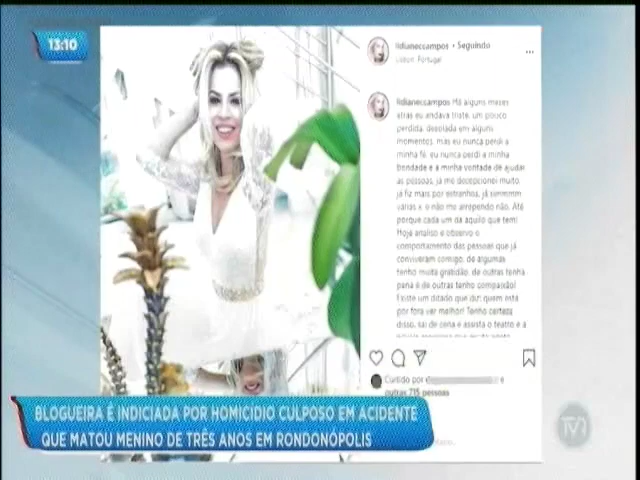 13:10
lidianeccampos • Seguindo
Lisbon, Portugal
lidianeccampos Há alguns meses
atrás eu andava triste, um pouco
perdida, desolada em alguns
momentos, mas eu nunca perdi a
minha fé, eu nunca perdi a minha
bondade e a minha vontade de ajudar
as pessoas, já me decepcionei muito,
já fiz mais por estranhos, já
várias x, o não me arrependo não. Até
porque cada um da aquilo que tem!
Hoje analiso e observo o
comportamento das pessoas que já
conviveram comigo, de algumas
tenho muita gratidão, de outras tenho
pena e de outras tenho compaixão!
Existe um ditado que diz: quem está
por fora ver melhor! Tenho certeza
disso, sai de cena e assista o teatro e a
Curtido por
outras 715 pessoas
BLOGUEIRA É INDICIADA POR HOMICIDIO CULPOSO EM ACIDENTE
QUE MATOU MENINO DE TRÊS ANOS EM RONDONÓPOLIS